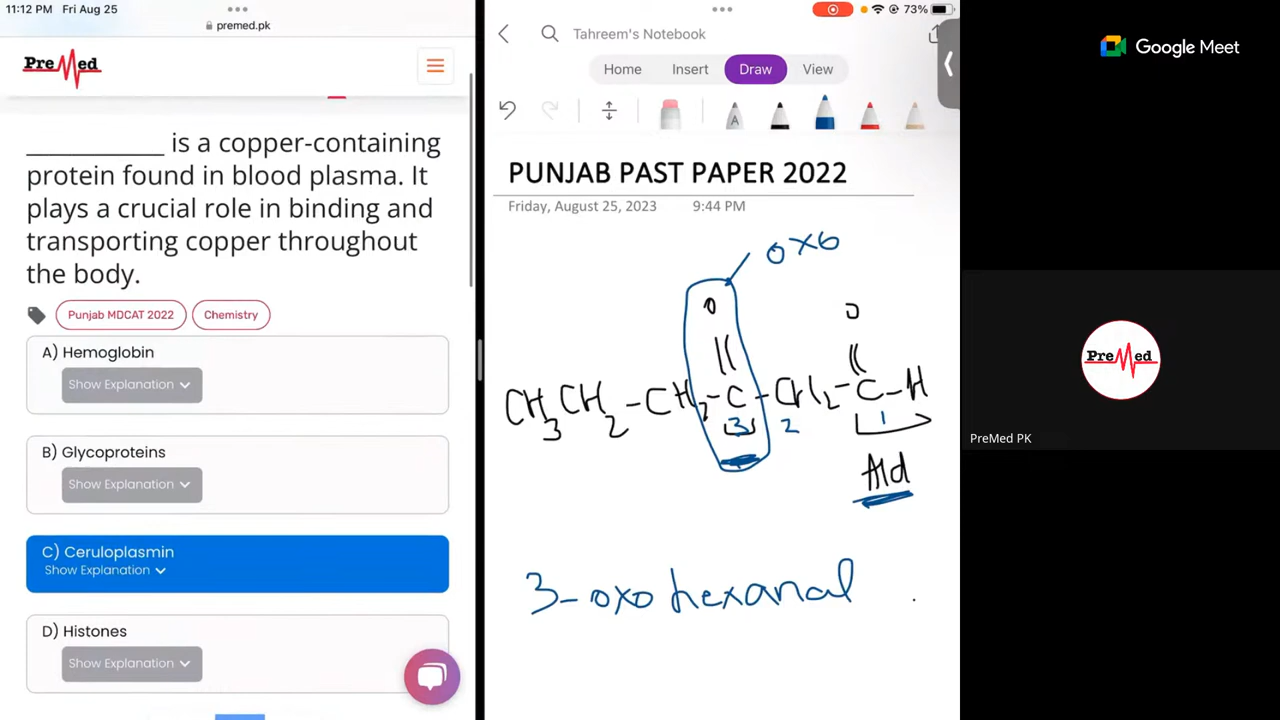 11:12 PM Fri Aug 25
premed.pk
PreMed
____________ is a copper-containing
protein found in blood plasma. It
plays a crucial role in binding and
transporting copper throughout
the body.
Punjab MDCAT 2022
Chemistry
A) Hemoglobin
Show Explanation
B) Glycoproteins
Show Explanation
C) Ceruloplasmin
Show Explanation
D) Histones
Show Explanation
73%
Tahreem's Notebook
Home
Insert
Draw
View
A
PUNJAB PAST PAPER 2022
Friday, August 25, 2023
9:44 PM
oxo
O O
|| ||
CH3CH2-CH2-C-CH2-C-H
3 2 1
Ald
3-oxohexanal
Google Meet
PreMed
PreMed PK